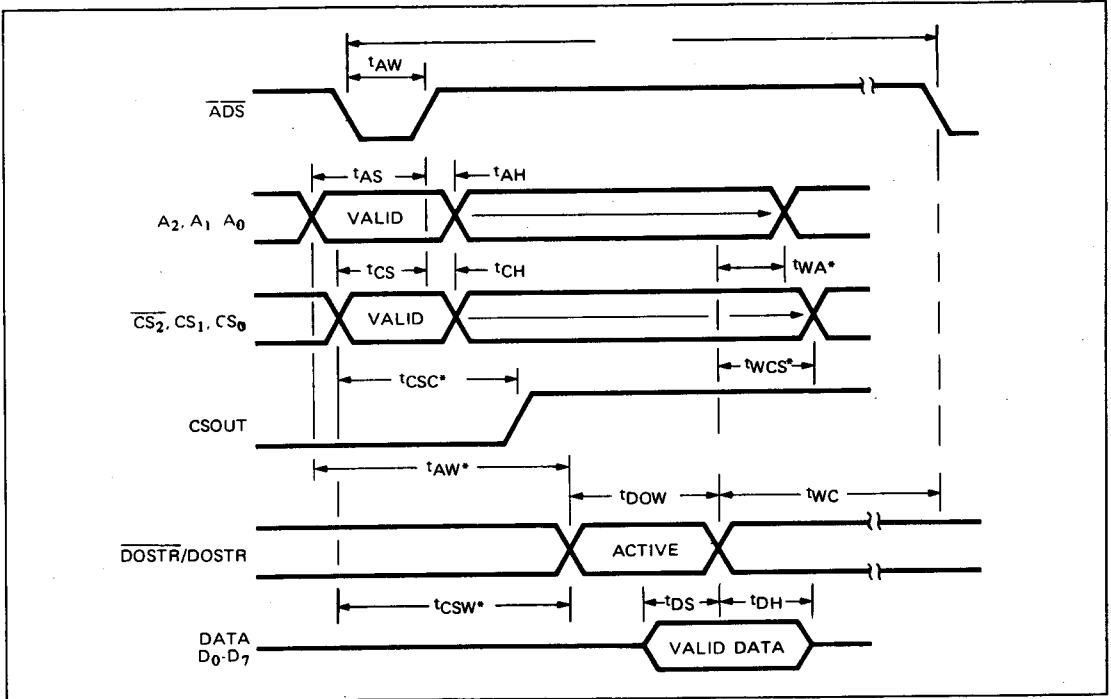 tAW
ADS
tAS
tAH
A2, A1 A0
VALID
tWA*
tCS
tCH
CS2, CS1, CS0
VALID
tWCS*
tCSC*
CSOUT
tAW*
tDOW
tWC
DOSTR/DOSTR
ACTIVE
tCSW*
tDS
tDH
DATA
D0-D7
VALID DATA